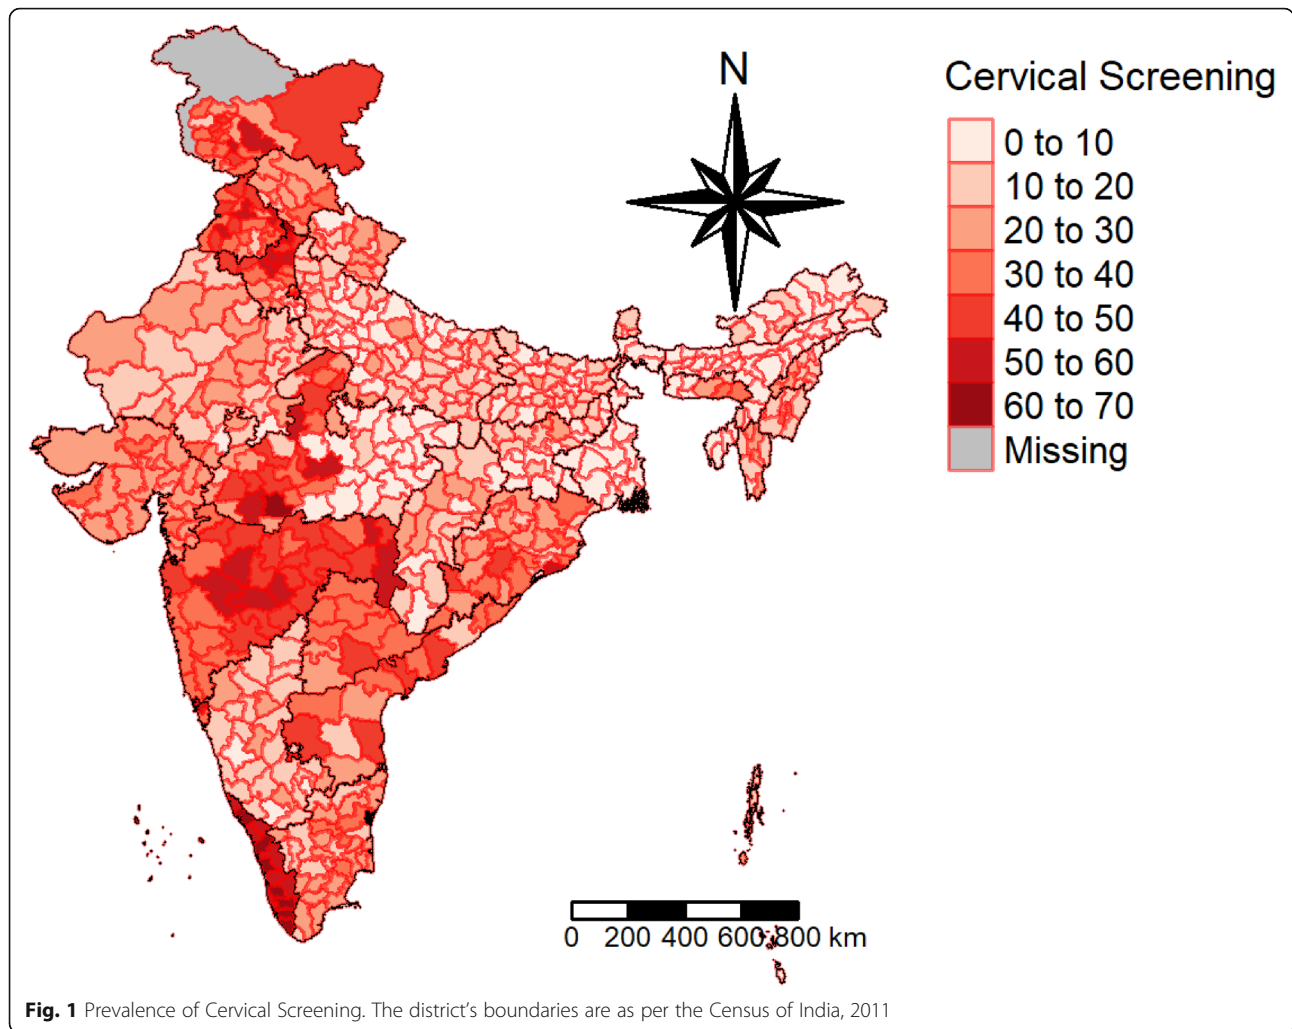 N
Cervical Screening
0 to 10
10 to 20
20 to 30
30 to 40
40 to 50
50 to 60
60 to 70
Missing
0 200 400 600 800 km
Fig. 1 Prevalence of Cervical Screening. The district's boundaries are as per the Census of India, 2011